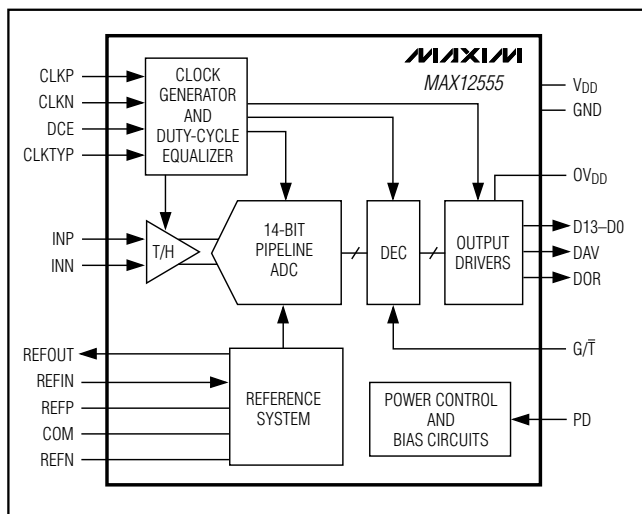 MAXIM
MAX12555
CLKP
CLKN
DCE
CLKTYP
CLOCK
GENERATOR
AND
DUTY-CYCLE
EQUALIZER
VDD
GND
OVDD
INP
INN
T/H
14-BIT
PIPELINE
ADC
DEC
OUTPUT
DRIVERS
D13–D0
DAV
DOR
REFOUT
REFIN
REFP
COM
REFN
REFERENCE
SYSTEM
G/T̅
POWER CONTROL
AND
BIAS CIRCUITS
PD